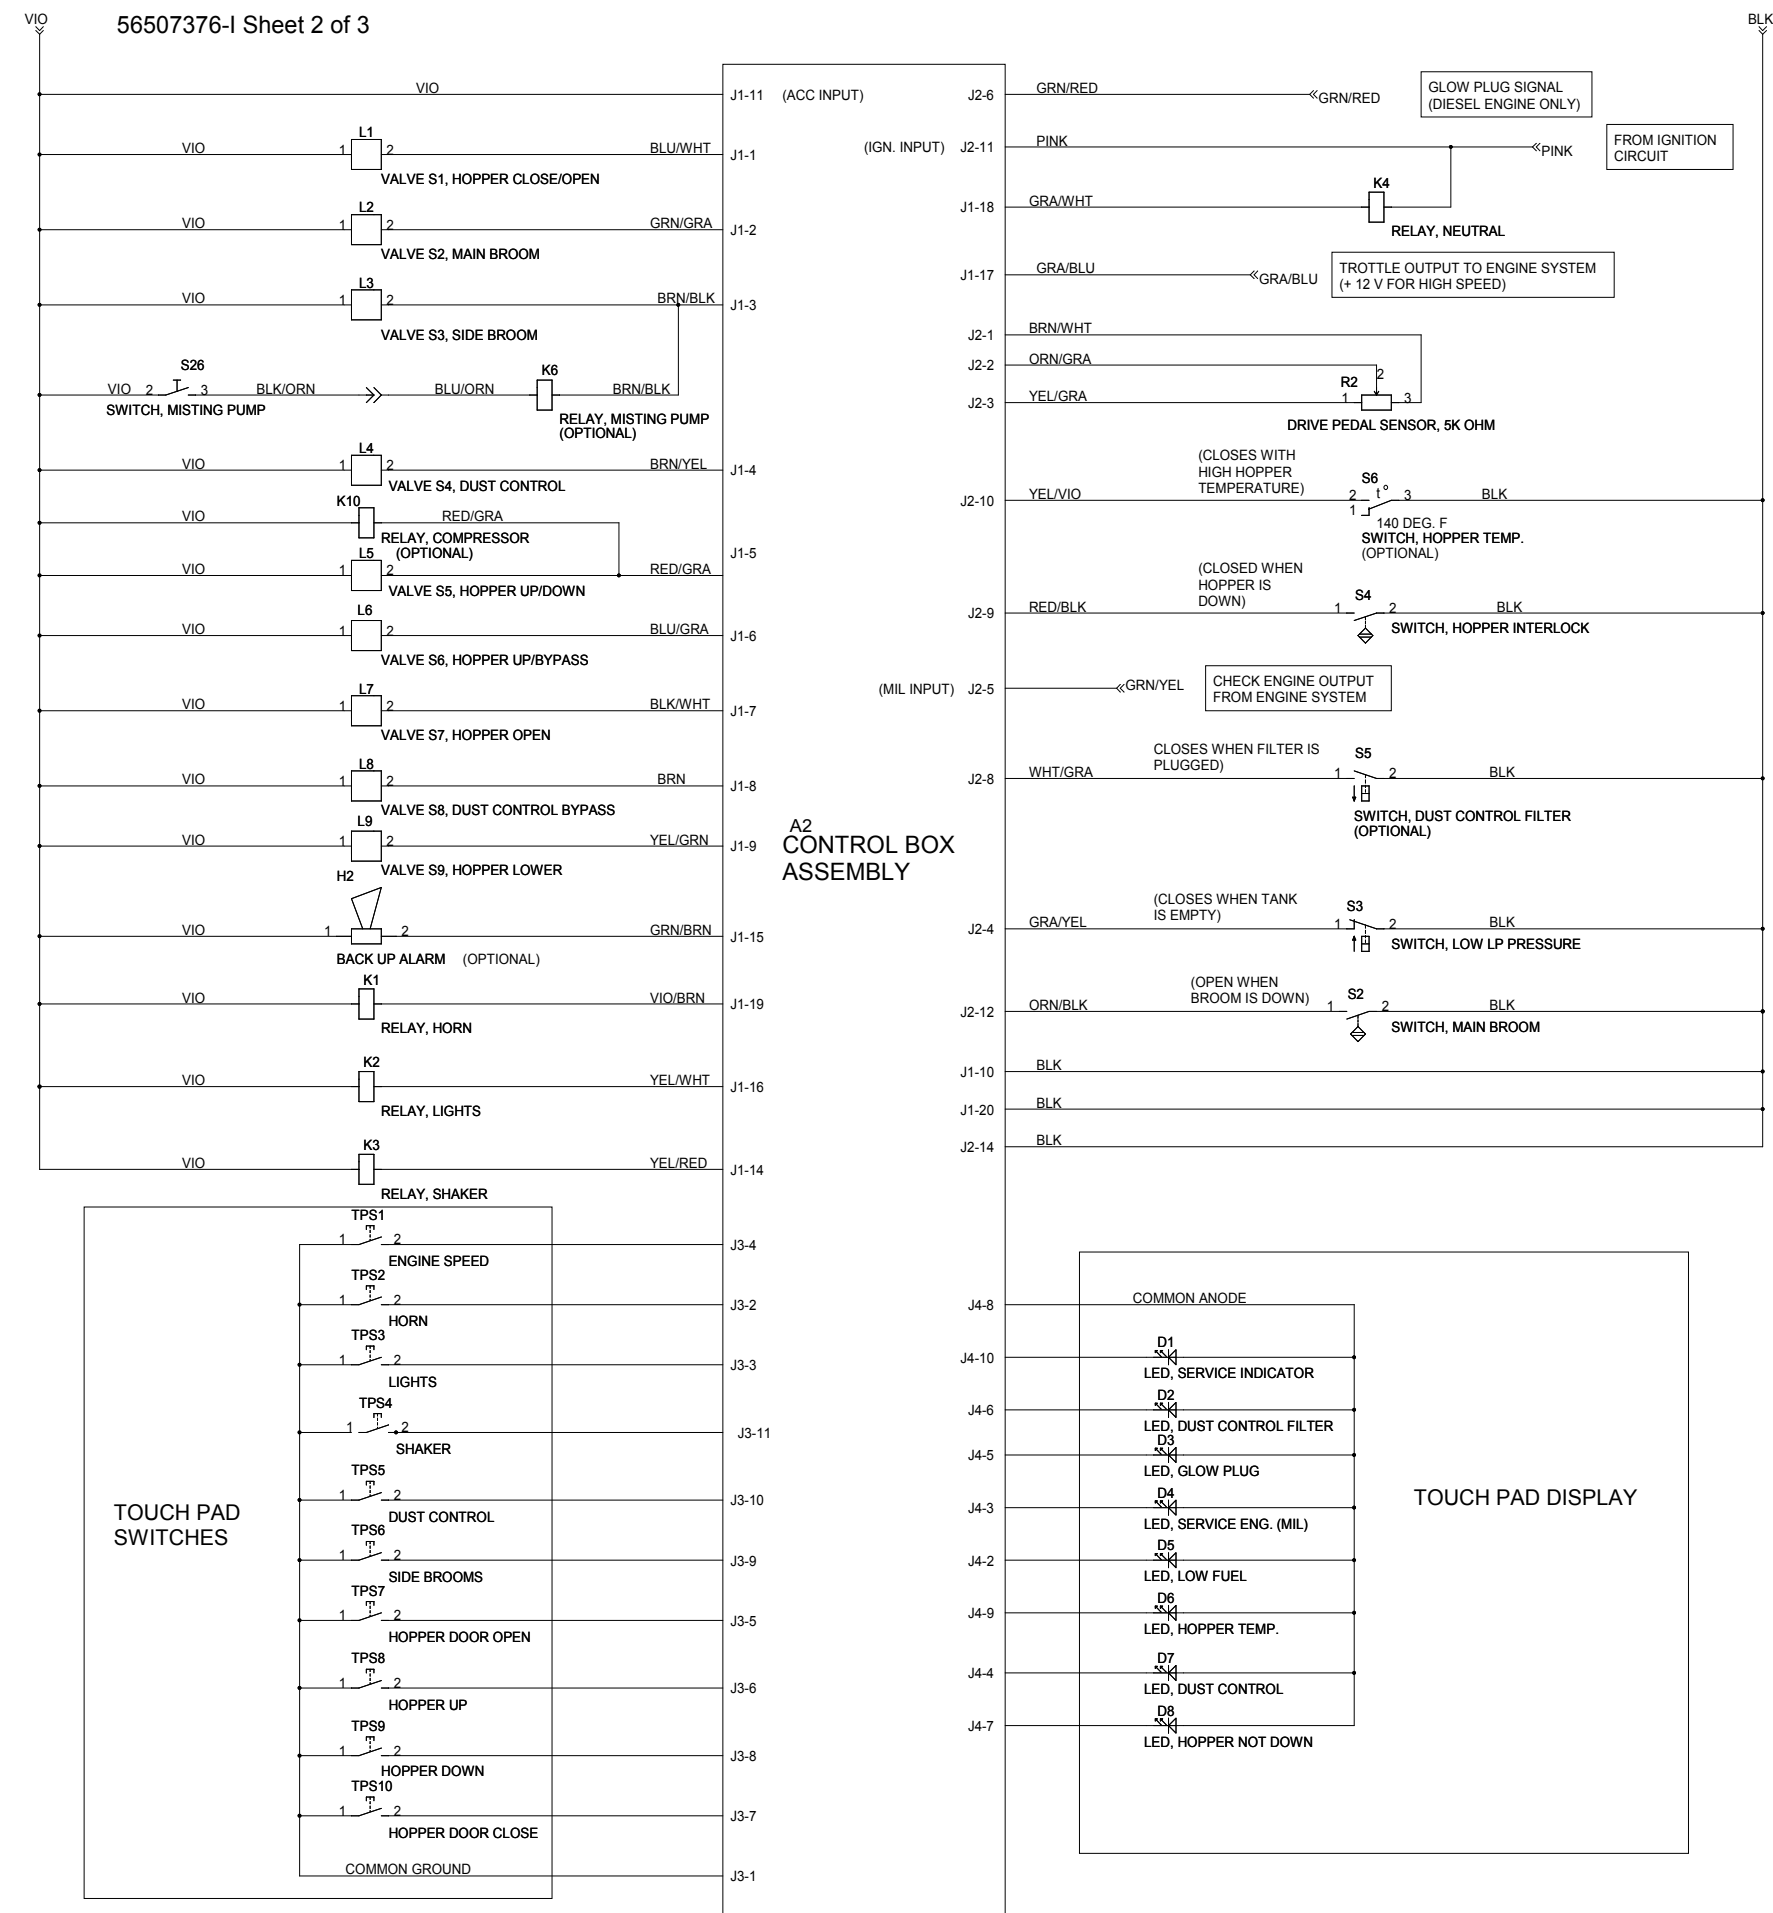 VIO
56507376-I Sheet 2 of 3
BLK
VIO
J1-11 (ACC INPUT)
L1
VIO 1 2 BLU/WHT
J1-1
VALVE S1, HOPPER CLOSE/OPEN
L2
VIO 1 2 GRN/GRA
J1-2
VALVE S2, MAIN BROOM
L3
VIO 1 2 BRN/BLK
J1-3
VALVE S3, SIDE BROOM
S26
K6
VIO 2 3 BLK/ORN BLU/ORN BRN/BLK
SWITCH, MISTING PUMP
RELAY, MISTING PUMP
(OPTIONAL)
L4
VIO 1 2 BRN/YEL
J1-4
VALVE S4, DUST CONTROL
K10
VIO RED/GRA
RELAY, COMPRESSOR
(OPTIONAL)
J1-5
L5
VIO 1 2 RED/GRA
VALVE S5, HOPPER UP/DOWN
L6
VIO 1 2 BLU/GRA
J1-6
VALVE S6, HOPPER UP/BYPASS
L7
VIO 1 2 BLK/WHT
J1-7
VALVE S7, HOPPER OPEN
L8
VIO 1 2 BRN
J1-8
VALVE S8, DUST CONTROL BYPASS
L9
VIO 1 2 YEL/GRN
J1-9
VALVE S9, HOPPER LOWER
H2
VIO 1 2 GRN/BRN
J1-15
BACK UP ALARM (OPTIONAL)
K1
VIO VIO/BRN
J1-19
RELAY, HORN
K2
VIO YEL/WHT
J1-16
RELAY, LIGHTS
K3
VIO YEL/RED
J1-14
RELAY, SHAKER
A2
CONTROL BOX
ASSEMBLY
J2-6 GRN/RED GRN/RED
GLOW PLUG SIGNAL
(DIESEL ENGINE ONLY)
(IGN. INPUT) J2-11 PINK PINK
FROM IGNITION
CIRCUIT
K4
J1-18 GRA/WHT
RELAY, NEUTRAL
J1-17 GRA/BLU GRA/BLU
TROTTLE OUTPUT TO ENGINE SYSTEM
(+ 12 V FOR HIGH SPEED)
J2-1 BRN/WHT
J2-2 ORN/GRA
2
R2
J2-3 YEL/GRA 1 3
DRIVE PEDAL SENSOR, 5K OHM
(CLOSES WITH
HIGH HOPPER
TEMPERATURE)
S6
J2-10 YEL/VIO 2 t° 3 BLK
1
140 DEG. F
SWITCH, HOPPER TEMP.
(OPTIONAL)
(CLOSED WHEN
HOPPER IS
DOWN)
S4
J2-9 RED/BLK 1 2 BLK
SWITCH, HOPPER INTERLOCK
(MIL INPUT) J2-5 GRN/YEL
CHECK ENGINE OUTPUT
FROM ENGINE SYSTEM
CLOSES WHEN FILTER IS
PLUGGED)
S5
J2-8 WHT/GRA 1 2 BLK
SWITCH, DUST CONTROL FILTER
(OPTIONAL)
(CLOSES WHEN TANK
IS EMPTY)
S3
J2-4 GRA/YEL 1 2 BLK
SWITCH, LOW LP PRESSURE
(OPEN WHEN
BROOM IS DOWN)
S2
J2-12 ORN/BLK 1 2 BLK
SWITCH, MAIN BROOM
J1-10 BLK
J1-20 BLK
J2-14 BLK
TOUCH PAD
SWITCHES
TPS1
1 2 J3-4
ENGINE SPEED
TPS2
1 2 J3-2
HORN
TPS3
1 2 J3-3
LIGHTS
TPS4
1 2 J3-11
SHAKER
TPS5
1 2 J3-10
DUST CONTROL
TPS6
1 2 J3-9
SIDE BROOMS
TPS7
1 2 J3-5
HOPPER DOOR OPEN
TPS8
1 2 J3-6
HOPPER UP
TPS9
1 2 J3-8
HOPPER DOWN
TPS10
1 2 J3-7
HOPPER DOOR CLOSE
COMMON GROUND
J3-1
J4-8 COMMON ANODE
D1
J4-10
LED, SERVICE INDICATOR
D2
J4-6
LED, DUST CONTROL FILTER
D3
J4-5
LED, GLOW PLUG
D4
J4-3
LED, SERVICE ENG. (MIL)
D5
J4-2
LED, LOW FUEL
D6
J4-9
LED, HOPPER TEMP.
D7
J4-4
LED, DUST CONTROL
D8
J4-7
LED, HOPPER NOT DOWN
TOUCH PAD DISPLAY